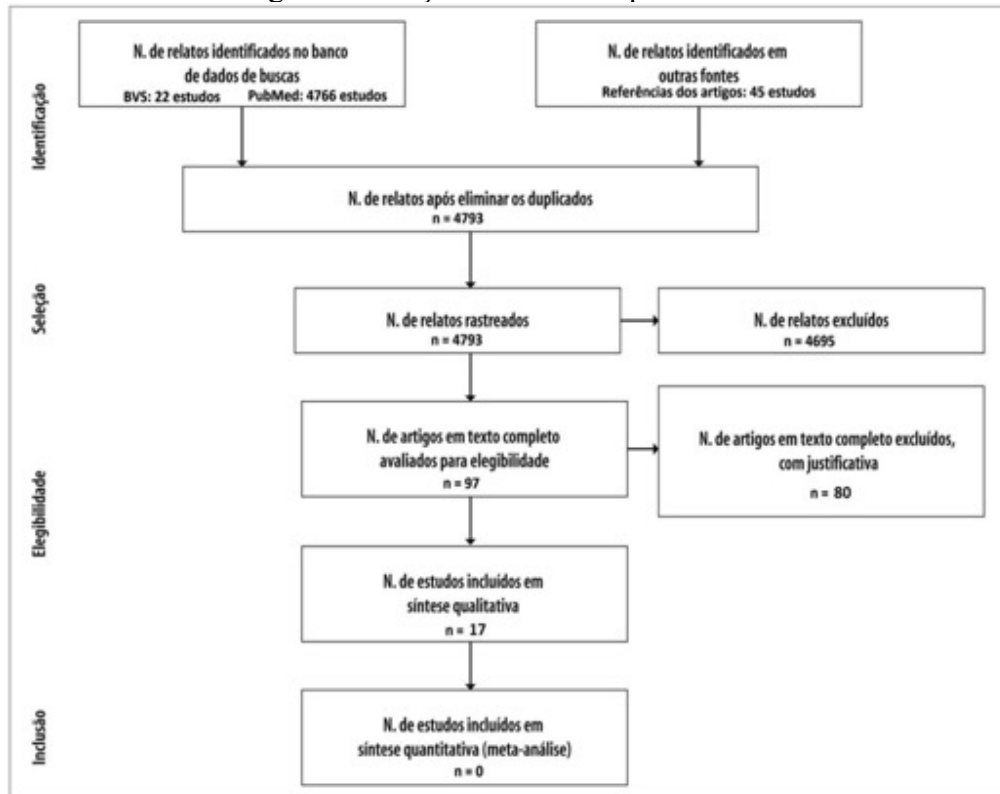 N. de relatos identificados no banco
de dados de buscas
BVS: 22 estudos PubMed: 4766 estudos
N. de relatos identificados em
outras fontes
Referências dos artigos: 45 estudos
Identificação
N. de relatos após eliminar os duplicados
n = 4793
Seleção
N. de relatos rastreados
n = 4793
N. de relatos excluídos
n = 4695
Elegibilidade
N. de artigos em texto completo
avaliados para elegibilidade
n = 97
N. de artigos em texto completo excluídos,
com justificativa
n = 80
N. de estudos incluídos em
síntese qualitativa
n = 17
Inclusão
N. de estudos incluídos em
síntese quantitativa (meta-análise)
n = 0